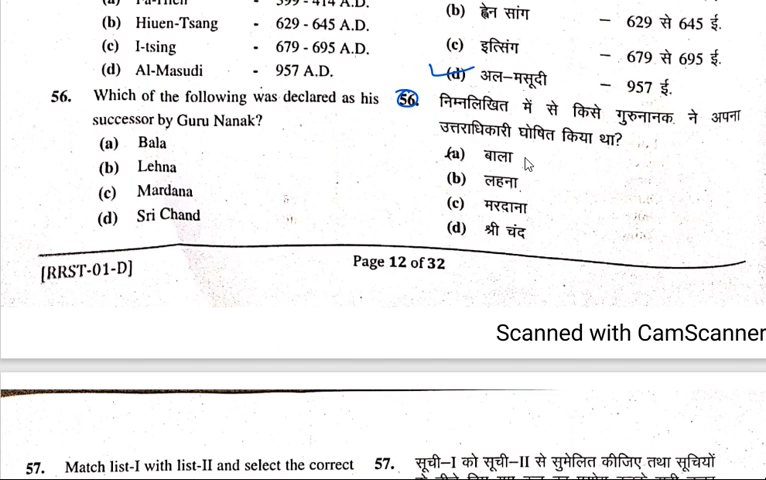 (b) Hiuen-Tsang - 629 - 645 A.D.
(c) I-tsing - 679 - 695 A.D.
(d) Al-Masudi - 957 A.D.
56. Which of the following was declared as his
successor by Guru Nanak?
(a) Bala
(b) Lehna
(c) Mardana
(d) Sri Chand
(b) ह्वेन सांग – 629 से 645 ई.
(c) इत्सिंग – 679 से 695 ई.
(d) अल-मसूदी – 957 ई.
56. निम्नलिखित में से किसे गुरुनानक ने अपना
उत्तराधिकारी घोषित किया था?
(a) बाला
(b) लहना
(c) मरदाना
(d) श्री चंद
[RRST-01-D]
Page 12 of 32
Scanned with CamScanner
57. Match list-I with list-II and select the correct
57. सूची-I को सूची-II से सुमेलित कीजिए तथा सूचियों